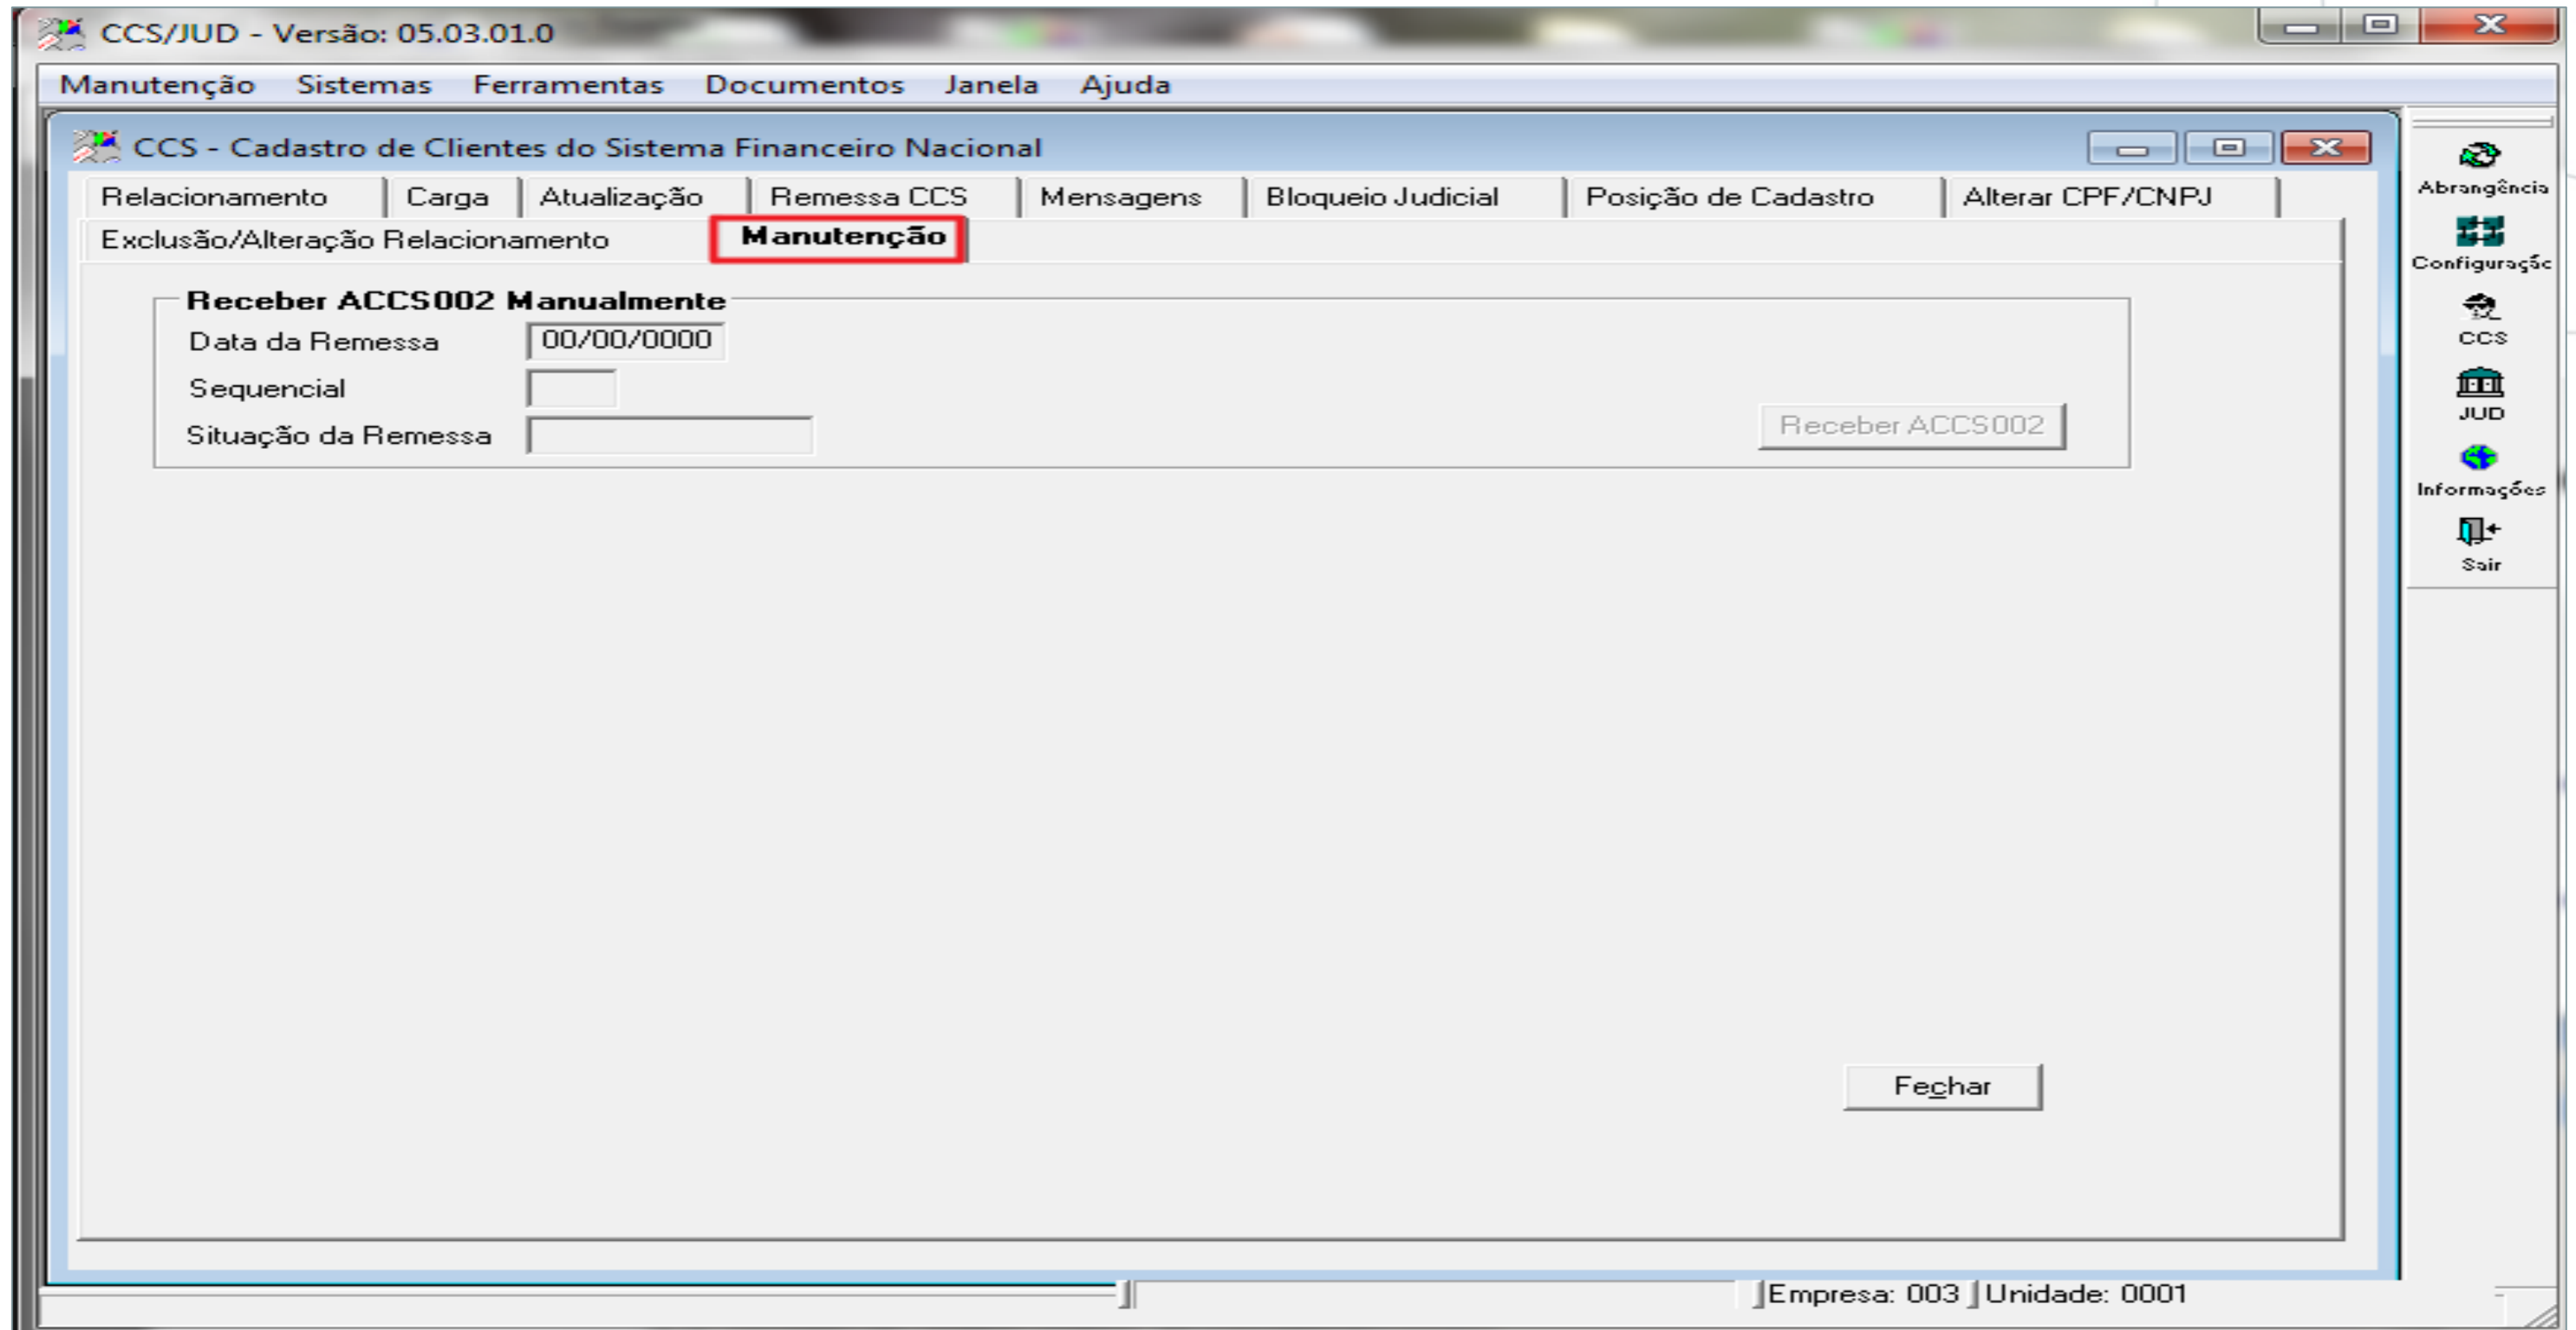 CCS/JUD - Versão: 05.03.01.0
Manutenção Sistemas Ferramentas Documentos Janela Ajuda
CCS - Cadastro de Clientes do Sistema Financeiro Nacional
Relacionamento Carga Atualização Remessa CCS Mensagens Bloqueio Judicial Posição de Cadastro Alterar CPF/CNPJ
Exclusão/Alteração Relacionamento Manutenção
Receber ACCS002 Manualmente
Data da Remessa 00/00/0000
Sequencial
Situação da Remessa
Receber ACCS002
Fechar
Abrangência
Configuraçãc
CCS
JUD
Informações
Sair
Empresa: 003 Unidade: 0001